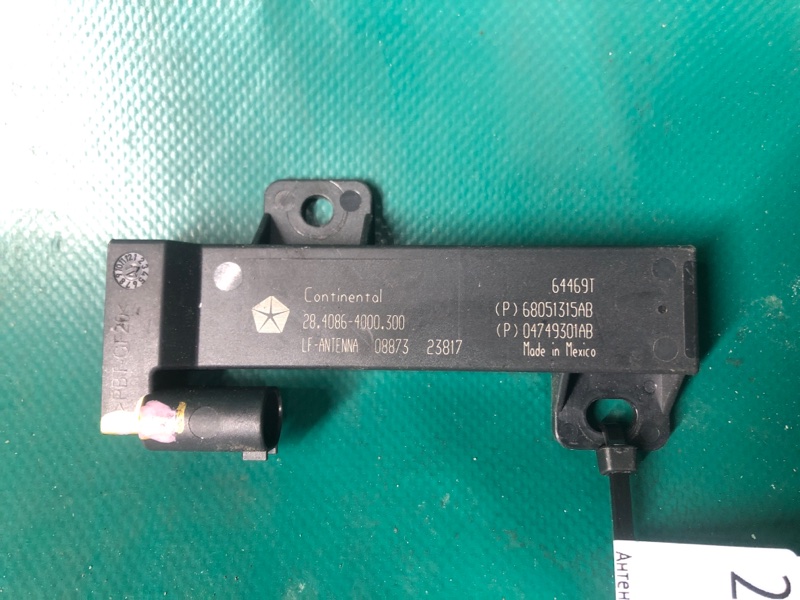 Continental
28.4086-4000.300
LF-ANTENNA 08873 23817
64469T
(P) 68051315AB
(P) 04749301AB
Made in Mexico
Антен
2